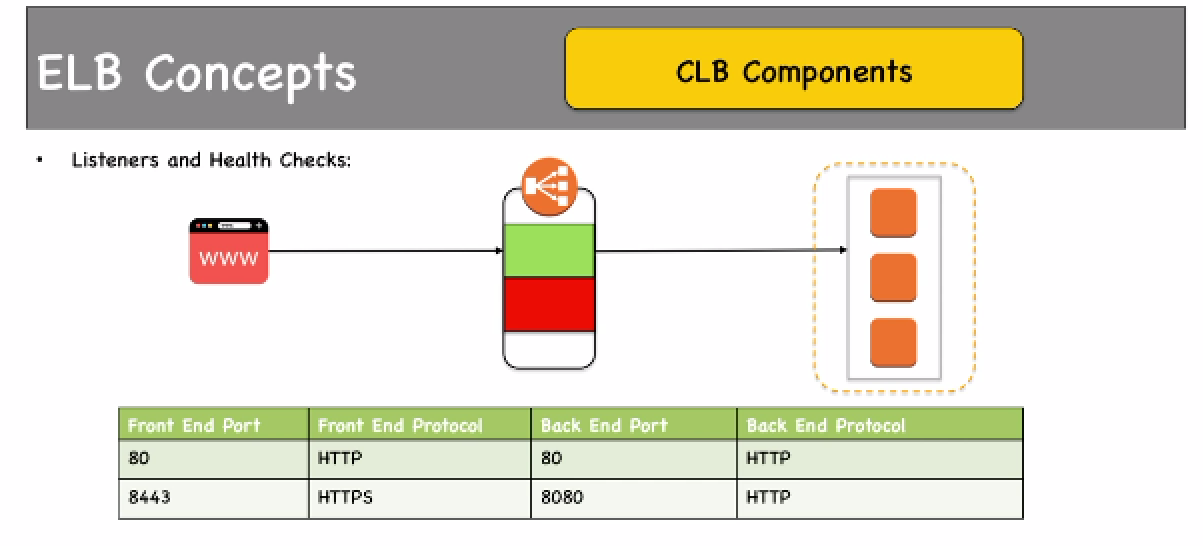 ELB Concepts
CLB Components
• Listeners and Health Checks:
www
Front End Port Front End Protocol Back End Port Back End Protocol
80 HTTP 80 HTTP
8443 HTTPS 8080 HTTP